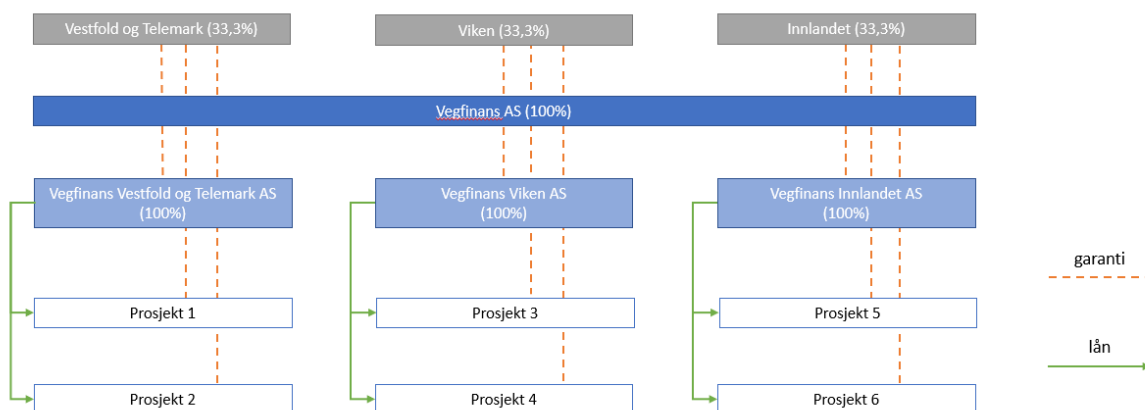 Vestfold og Telemark (33,3%)
Viken (33,3%)
Innlandet (33,3%)
Vegfinans AS (100%)
Vegfinans Vestfold og Telemark AS
(100%)
Vegfinans Viken AS
(100%)
Vegfinans Innlandet AS
(100%)
garanti
Prosjekt 1
Prosjekt 3
Prosjekt 5
lån
Prosjekt 2
Prosjekt 4
Prosjekt 6